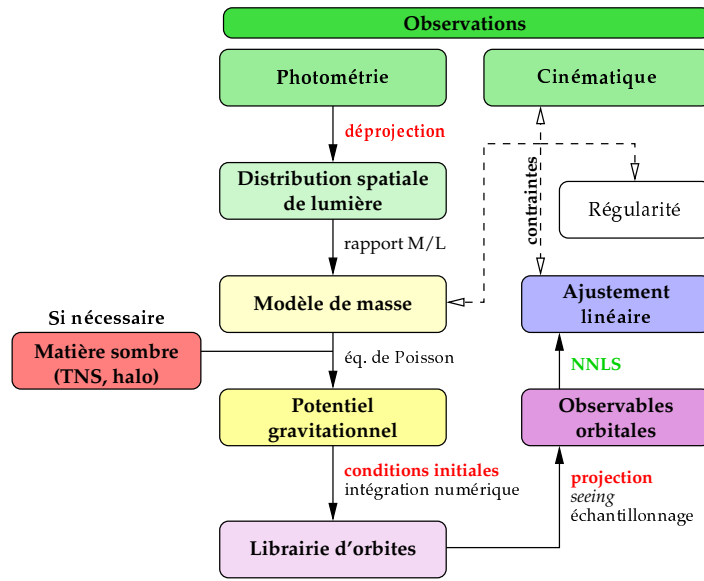 Observations
Photométrie
Cinématique
déprojection
contraintes
Distribution spatiale
de lumière
Régularité
rapport M/L
Modèle de masse
Ajustement
linéaire
Si nécessaire
Matière sombre
(TNS, halo)
éq. de Poisson
NNLS
Potentiel
gravitationnel
Observables
orbitales
conditions initiales
intégration numérique
projection
seeing
échantillonnage
Librairie d'orbites